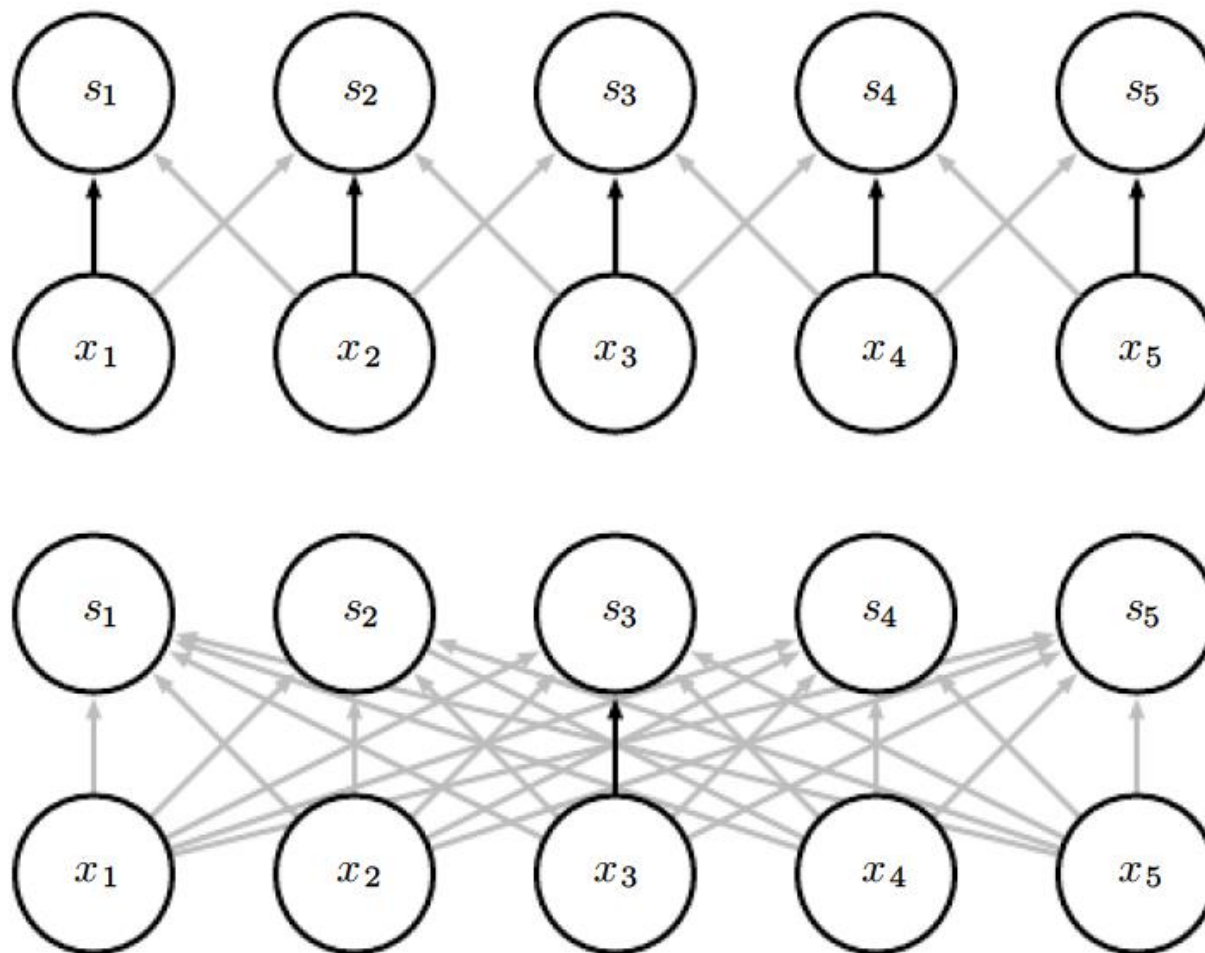 s₁ s₂ s₃ s₄ s₅
x₁ x₂ x₃ x₄ x₅
s₁ s₂ s₃ s₄ s₅
x₁ x₂ x₃ x₄ x₅